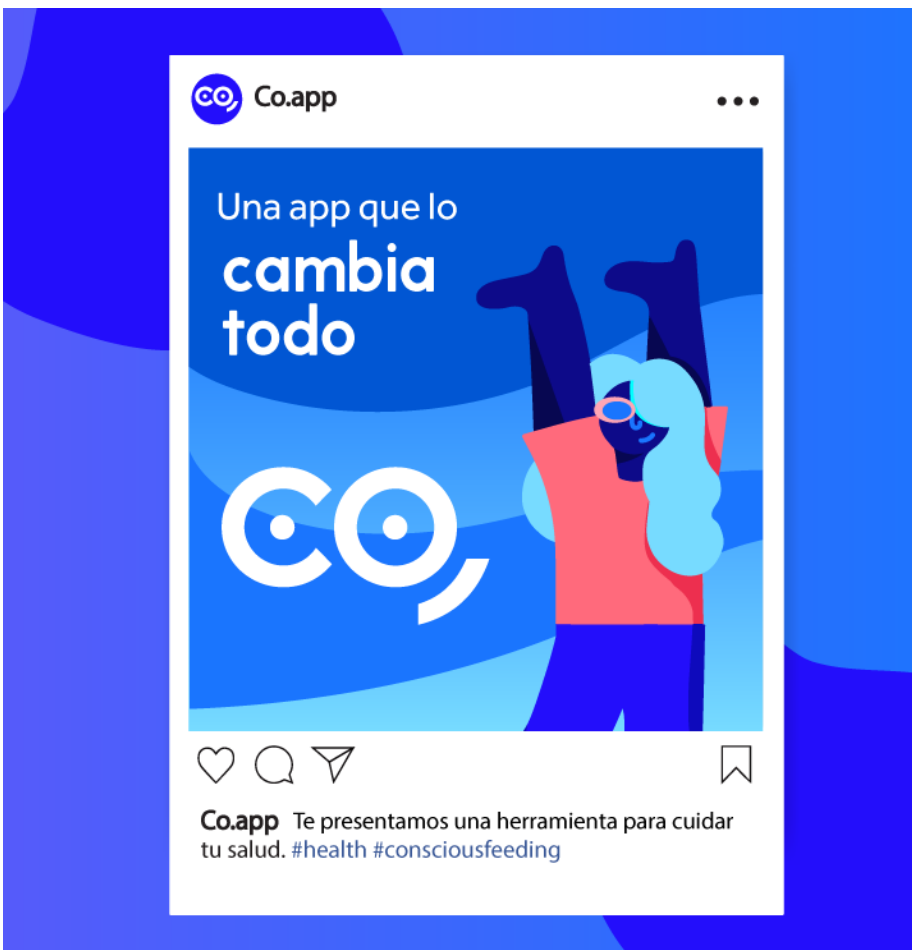 co,
Co.app
Una app que lo
cambia
todo
co,
Co.app Te presentamos una herramienta para cuidar
tu salud. #health #consciousfeeding